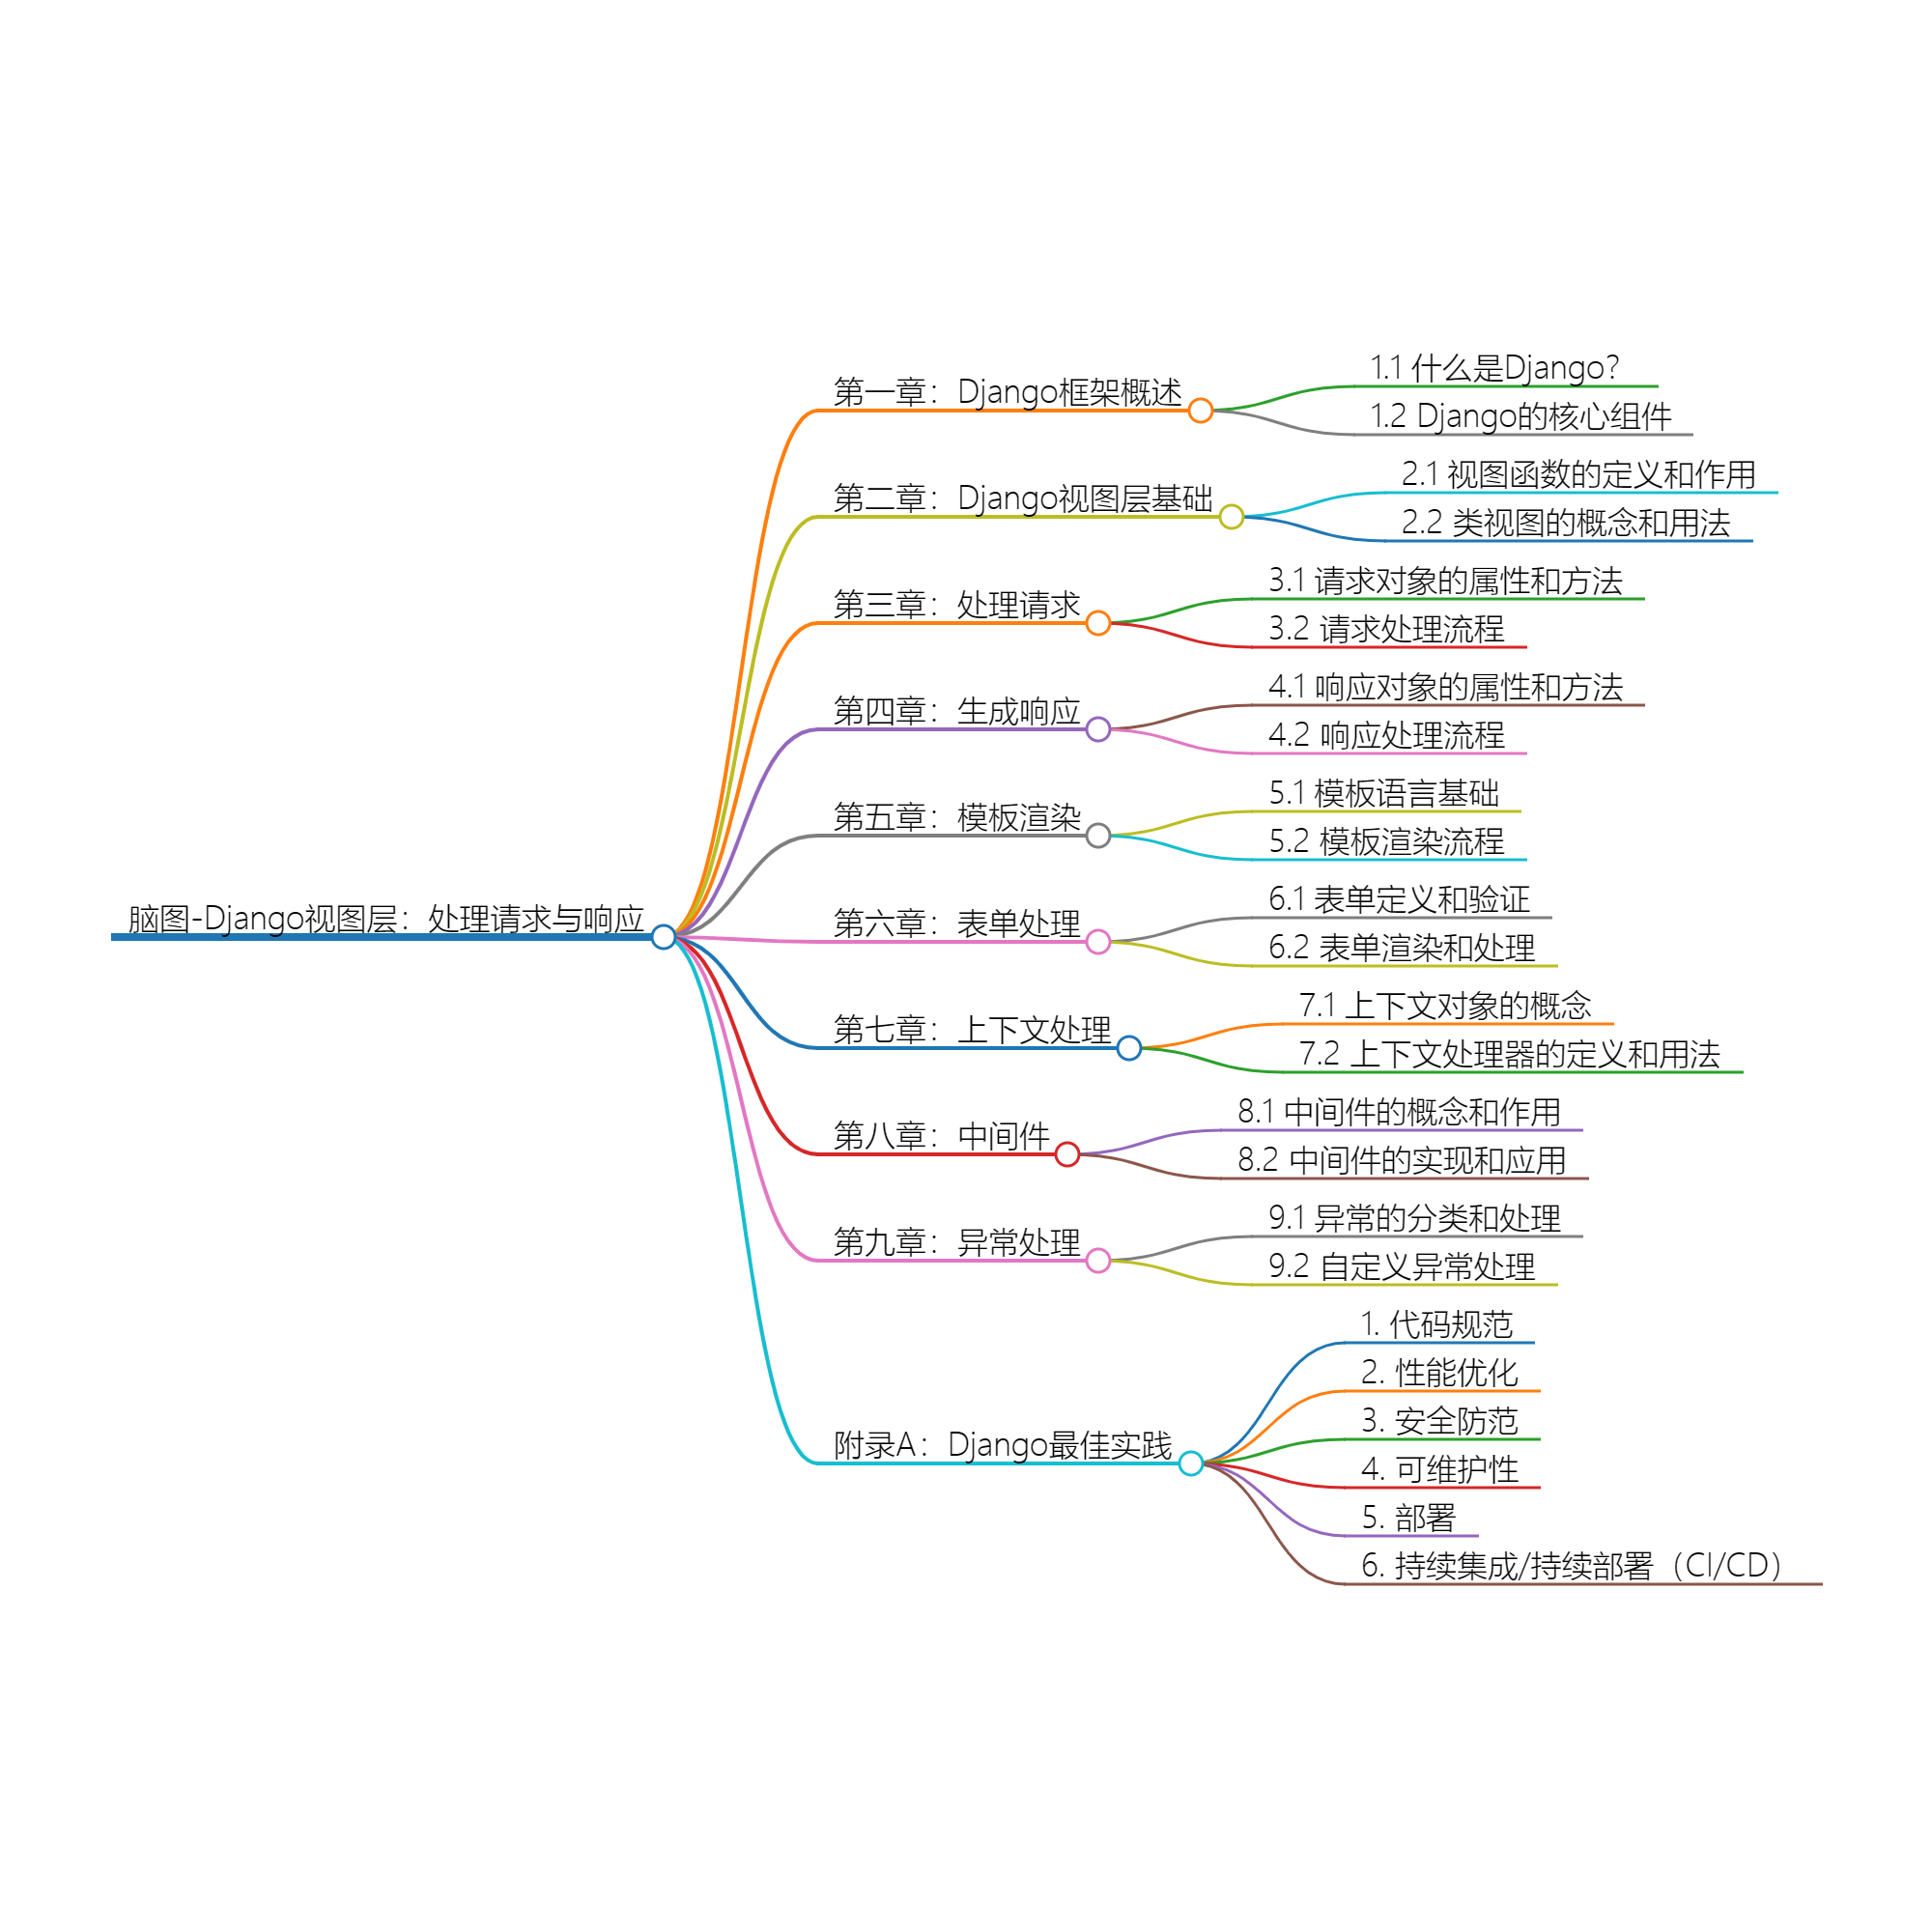 脑图-Django视图层：处理请求与响应
第一章：Django框架概述
1.1 什么是Django？
1.2 Django的核心组件
第二章：Django视图层基础
2.1 视图函数的定义和作用
2.2 类视图的概念和用法
第三章：处理请求
3.1 请求对象的属性和方法
3.2 请求处理流程
第四章：生成响应
4.1 响应对象的属性和方法
4.2 响应处理流程
第五章：模板渲染
5.1 模板语言基础
5.2 模板渲染流程
第六章：表单处理
6.1 表单定义和验证
6.2 表单渲染和处理
第七章：上下文处理
7.1 上下文对象的概念
7.2 上下文处理器的定义和用法
第八章：中间件
8.1 中间件的概念和作用
8.2 中间件的实现和应用
第九章：异常处理
9.1 异常的分类和处理
9.2 自定义异常处理
附录A：Django最佳实践
1. 代码规范
2. 性能优化
3. 安全防范
4. 可维护性
5. 部署
6. 持续集成/持续部署（CI/CD）